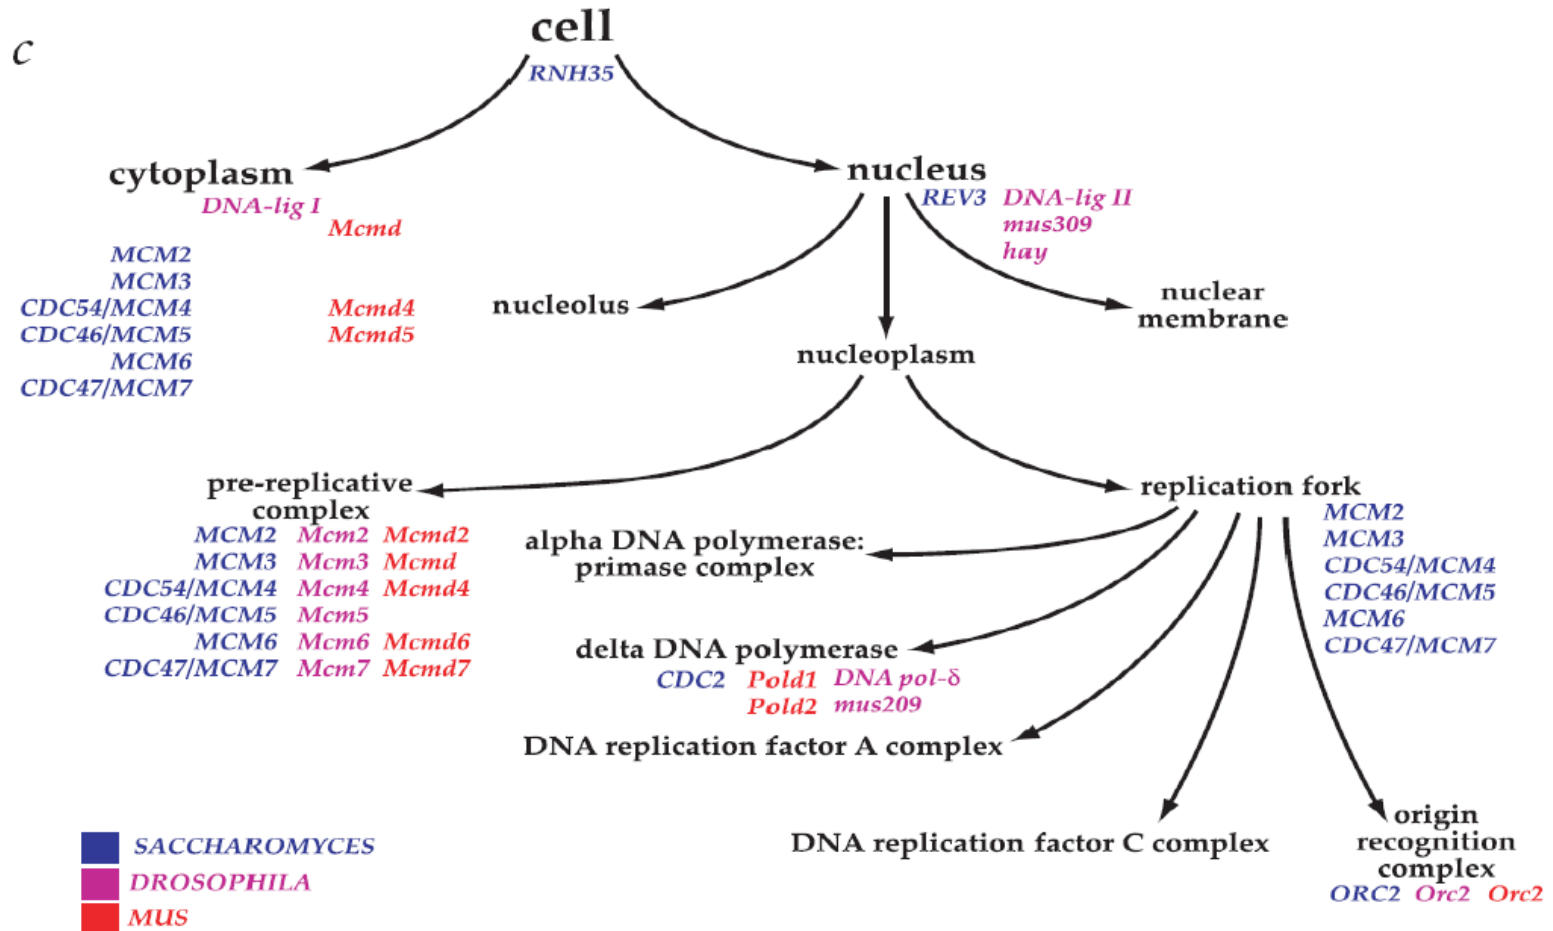 c
cell
RNH35
cytoplasm
DNA-lig I
Mcmd
MCM2
MCM3
CDC54/MCM4 Mcmd4
CDC46/MCM5 Mcmd5
MCM6
CDC47/MCM7
nucleus
REV3 DNA-lig II
mus309
hay
nucleolus
nuclear
membrane
nucleoplasm
pre-replicative
complex
MCM2 Mcm2 Mcmd2
MCM3 Mcm3 Mcmd
CDC54/MCM4 Mcm4 Mcmd4
CDC46/MCM5 Mcm5
MCM6 Mcm6 Mcmd6
CDC47/MCM7 Mcm7 Mcmd7
replication fork
MCM2
MCM3
CDC54/MCM4
CDC46/MCM5
MCM6
CDC47/MCM7
alpha DNA polymerase:
primase complex
delta DNA polymerase
CDC2 Pold1 DNA pol-δ
Pold2 mus209
DNA replication factor A complex
DNA replication factor C complex
origin
recognition
complex
ORC2 Orc2 Orc2
SACCHAROMYCES
DROSOPHILA
MUS